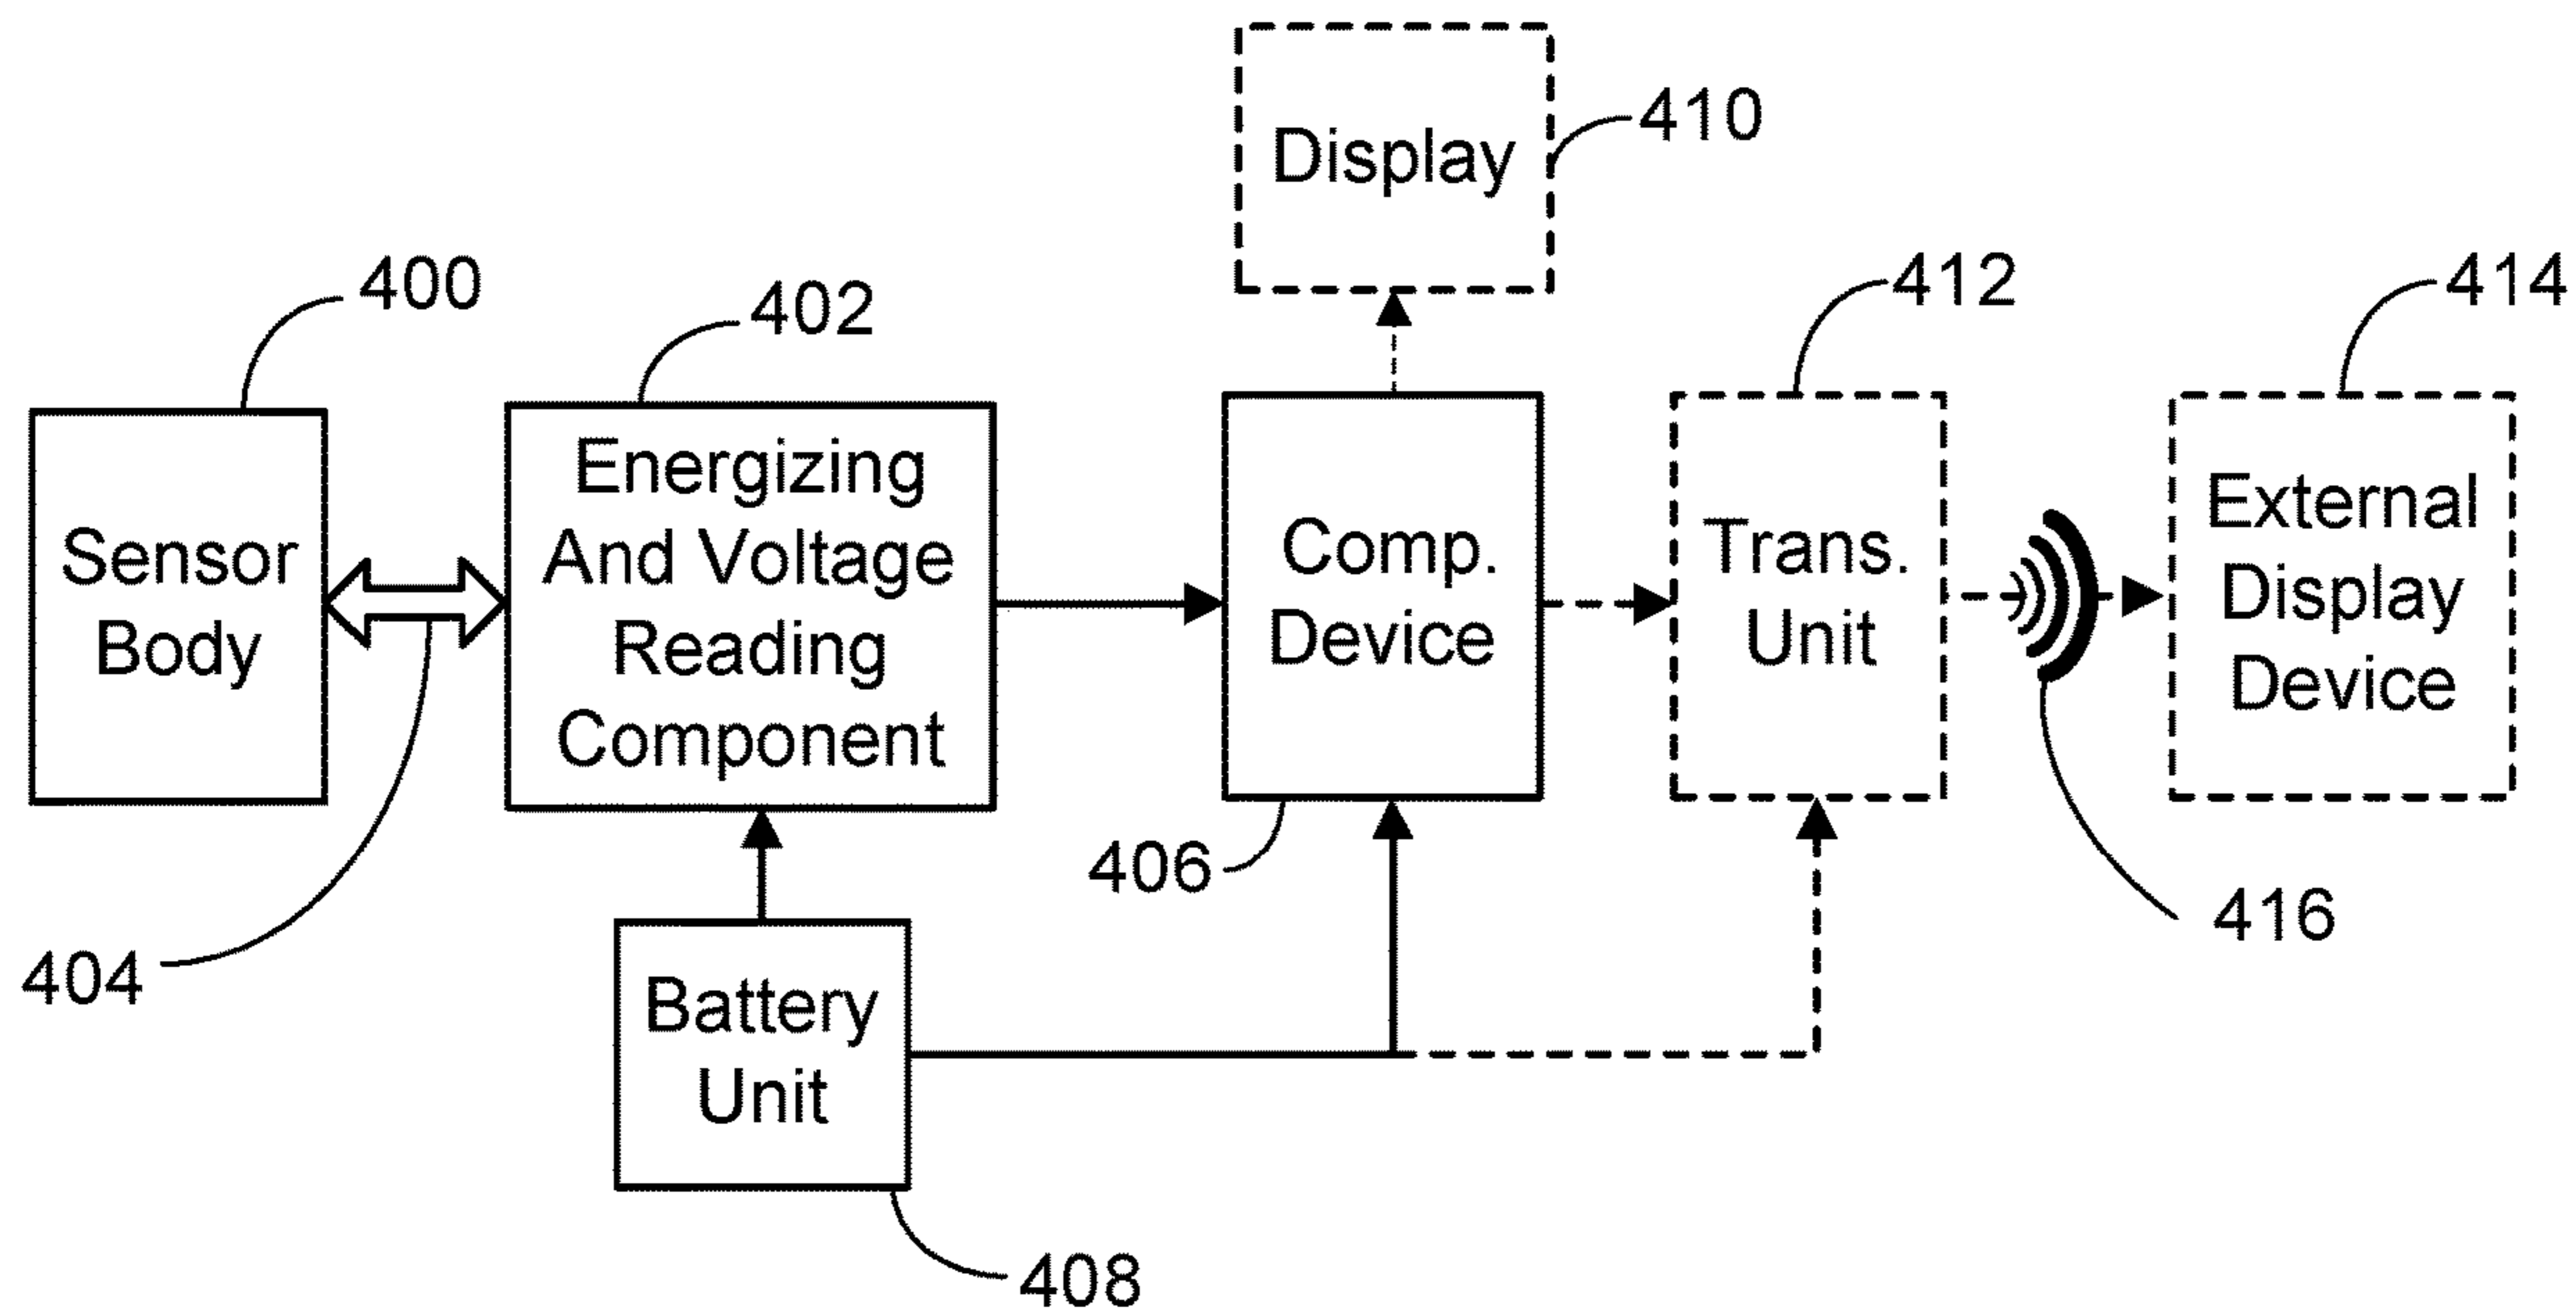 Display
410
400
402
412
414
Sensor
Body
Energizing
And Voltage
Reading
Component
Comp.
Device
Trans.
Unit
External
Display
Device
404
406
416
Battery
Unit
408